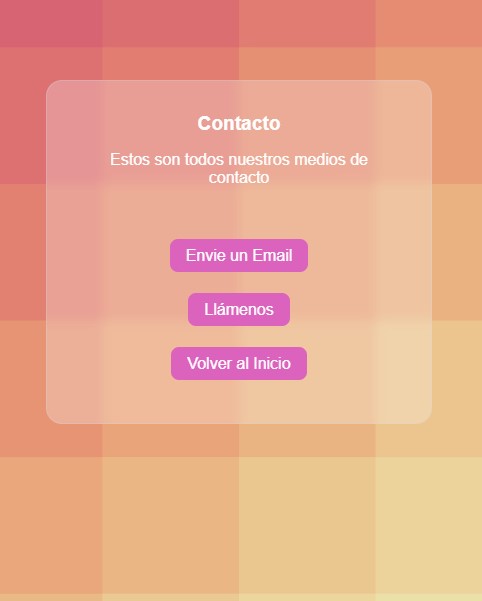 Contacto
Estos son todos nuestros medios de
contacto
Envie un Email
Llámenos
Volver al Inicio